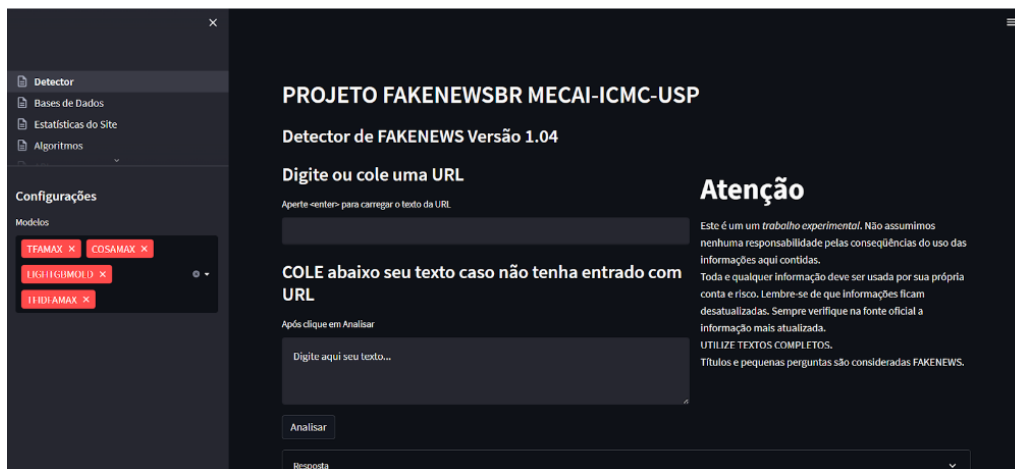 Detector
Bases de Dados
Estatísticas do Site
Algoritmos
Configurações
Modelos
TFAMAX
COSAMAX
LIGHTGBMOLD
TFIDFAMAX
PROJETO FAKENEWSBR MECAI-ICMC-USP
Detector de FAKENEWS Versão 1.04
Digite ou cole uma URL
Aperte <enter> para carregar o texto da URL
COLE abaixo seu texto caso não tenha entrado com
URL
Após clique em Analisar
Digite aqui seu texto...
Analisar
Resposta
Atenção
Este é um um trabalho experimental. Não assumimos
nenhuma responsabilidade pelas conseqüências do uso das
informações aqui contidas.
Toda e qualquer informação deve ser usada por sua própria
conta e risco. Lembre-se de que informações ficam
desatualizadas. Sempre verifique na fonte oficial a
informação mais atualizada.
UTILIZE TEXTOS COMPLETOS.
Títulos e pequenas perguntas são consideradas FAKENEWS.